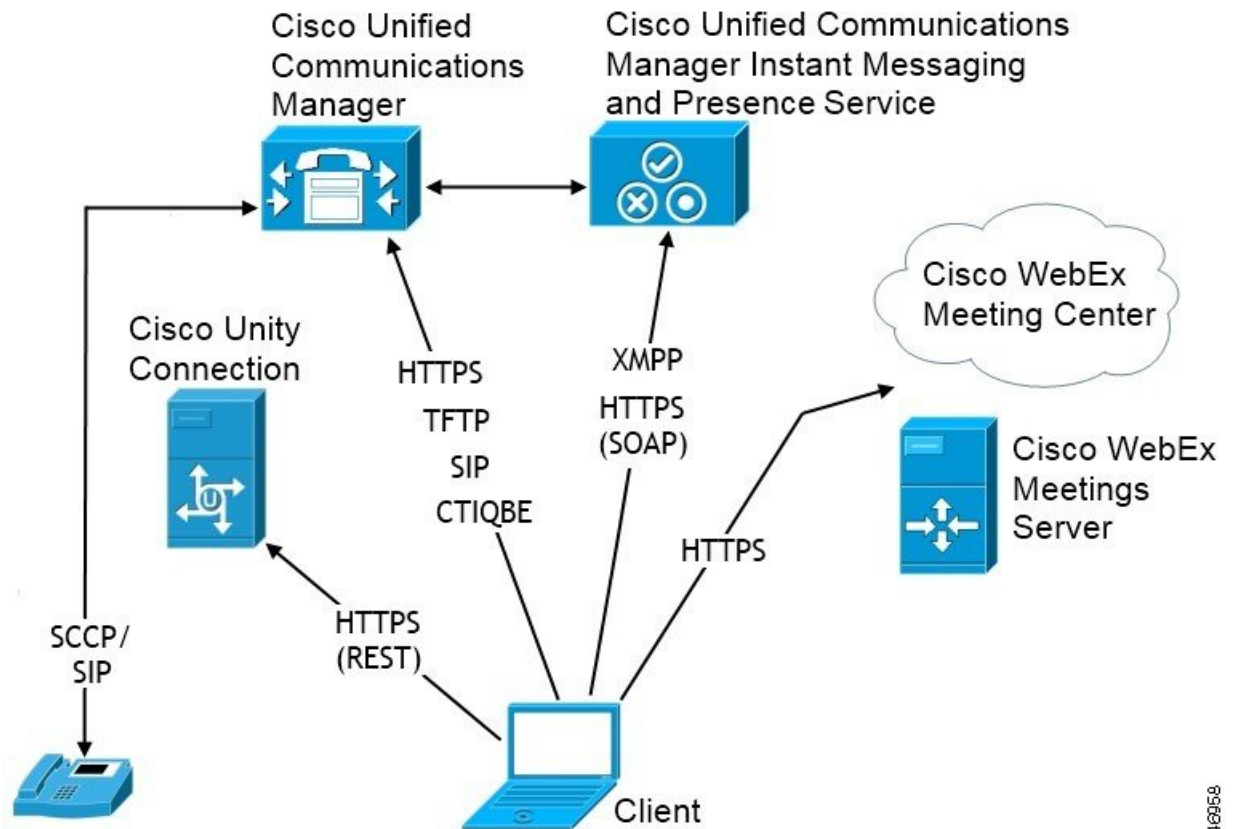 Cisco Unified
Communications
Manager
Cisco Unified Communications
Manager Instant Messaging
and Presence Service
Cisco WebEx
Meeting Center
Cisco Unity
Connection
HTTPS
TFTP
SIP
CTIQBE
XMPP
HTTPS
(SOAP)
Cisco WebEx
Meetings
Server
HTTPS
U
HTTPS
(REST)
SCCP/
SIP
Client